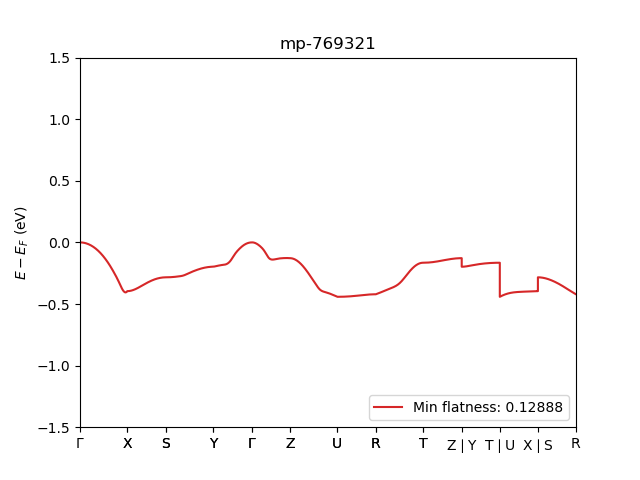 mp-769321
E − E_F (eV)
1.5
1.0
0.5
0.0
−0.5
−1.0
−1.5
Min flatness: 0.12888
Γ X S Y Γ Z U R T Z | Y T | U X | S R